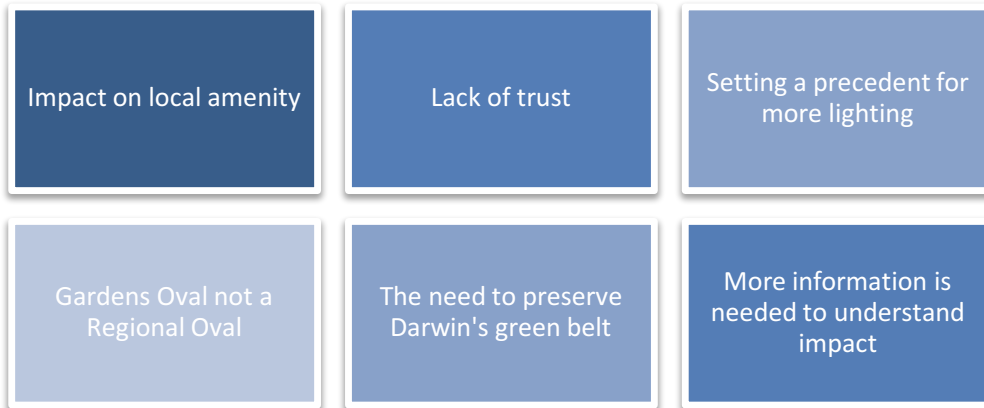 Impact on local amenity
Lack of trust
Setting a precedent for
more lighting
Gardens Oval not a
Regional Oval
The need to preserve
Darwin's green belt
More information is
needed to understand
impact